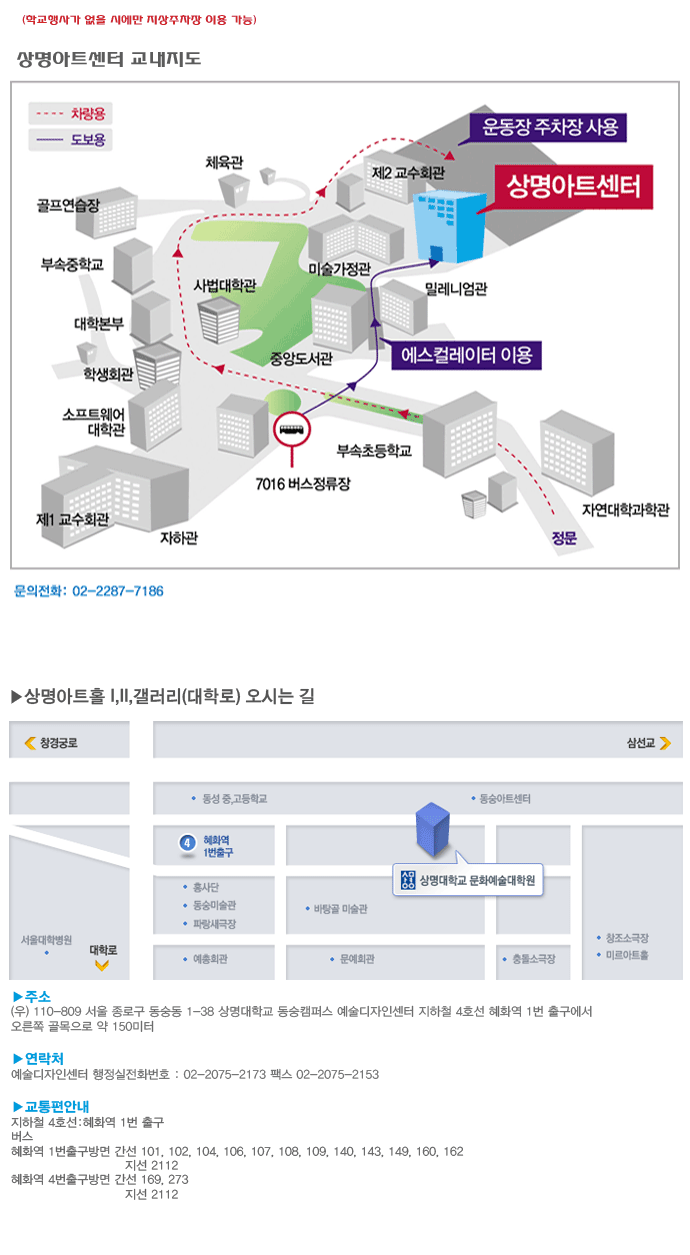 (학교행사가 없을 시에만 지상주차장 이용 가능)
상명아트센터 교내지도
차량용
도보용
운동장 주차장 사용
체육관
제2 교수회관
상명아트센터
골프연습장
부속중학교
미술가정관
사법대학관
밀레니엄관
대학본부
중앙도서관
에스컬레이터 이용
학생회관
소프트웨어
대학관
부속초등학교
7016 버스정류장
제1 교수회관
자연대학과학관
자하관
정문
문의전화: 02-2287-7186
▶상명아트홀 I,II,갤러리(대학로) 오시는 길
창경궁로
삼선교
동성 중,고등학교
동숭아트센터
4 혜화역
1번출구
상명대학교 문화예술대학원
홍사단
동숭미술관
파랑새극장
바탕골 미술관
서울대학병원
대학로
창조소극장
미르아트홀
예총회관
문예회관
충돌소극장
▶주소
(우) 110-809 서울 종로구 동숭동 1-38 상명대학교 동숭캠퍼스 예술디자인센터 지하철 4호선 혜화역 1번 출구에서
오른쪽 골목으로 약 150미터
▶연락처
예술디자인센터 행정실전화번호 : 02-2075-2173 팩스 02-2075-2153
▶교통편안내
지하철 4호선:혜화역 1번 출구
버스
혜화역 1번출구방면 간선 101, 102, 104, 106, 107, 108, 109, 140, 143, 149, 160, 162
지선 2112
혜화역 4번출구방면 간선 169, 273
지선 2112